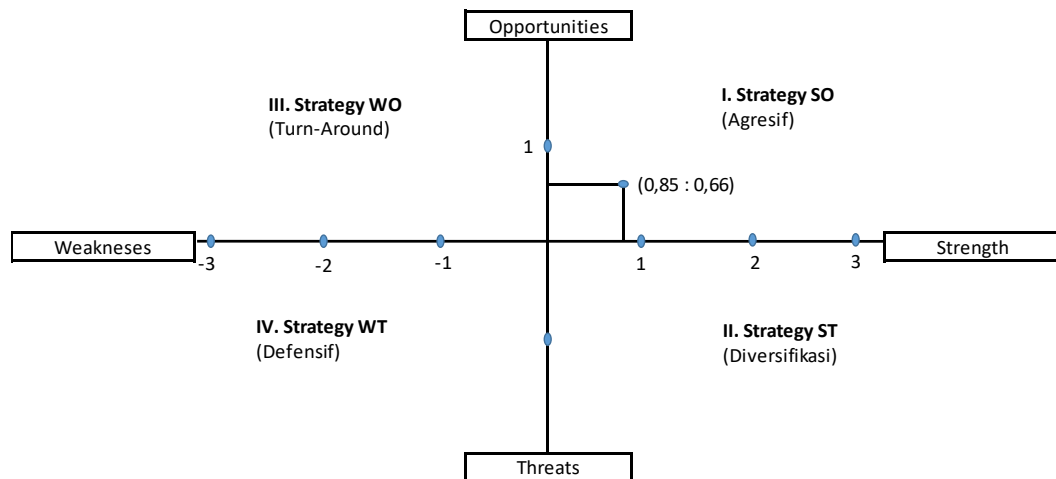 Opportunities
III. Strategy WO
(Turn-Around)
I. Strategy SO
(Agresif)
1
(0,85 : 0,66)
Weakneses
Strength
-3
-2
-1
1
2
3
IV. Strategy WT
(Defensif)
II. Strategy ST
(Diversifikasi)
Threats